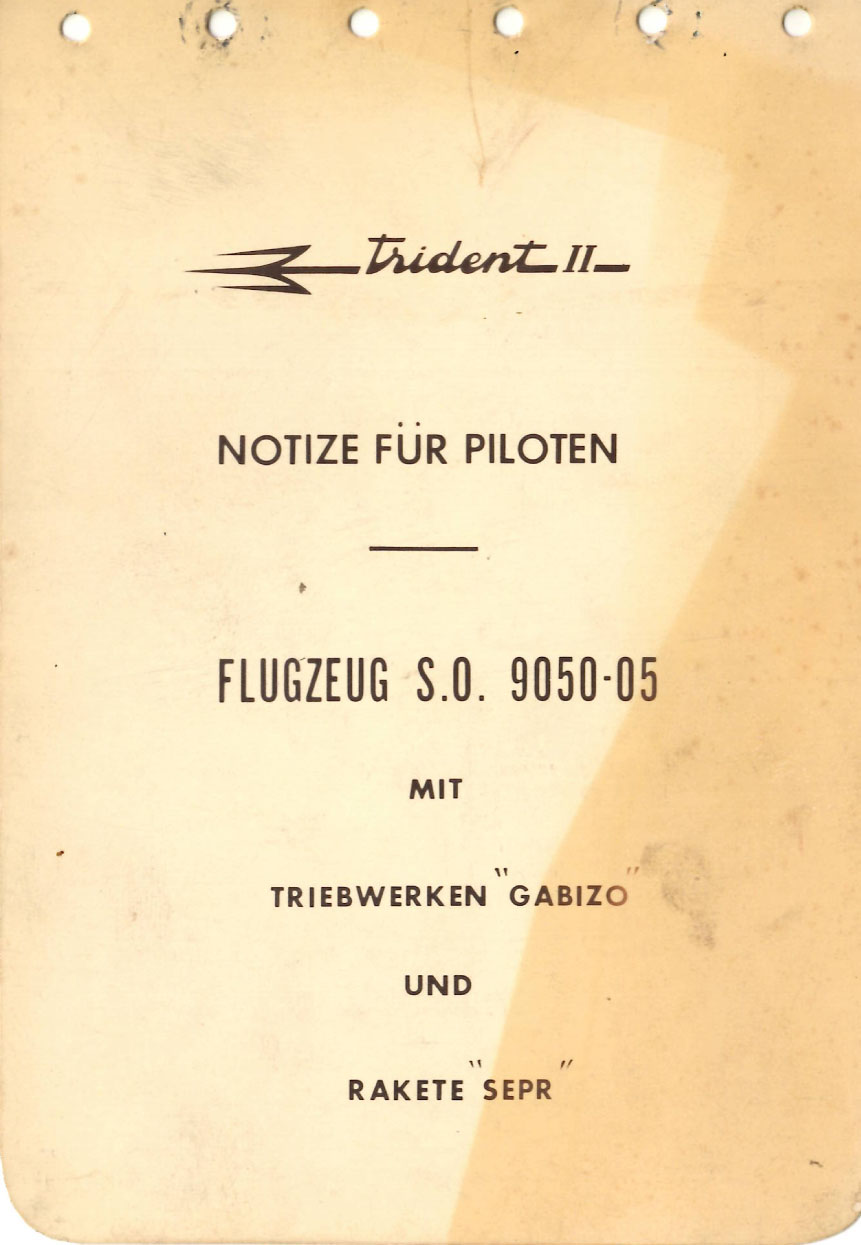 Trident II
NOTIZE FÜR PILOTEN
FLUGZEUG S.O. 9050-05
MIT
TRIEBWERKEN "GABIZO"
UND
RAKETE "SEPR"